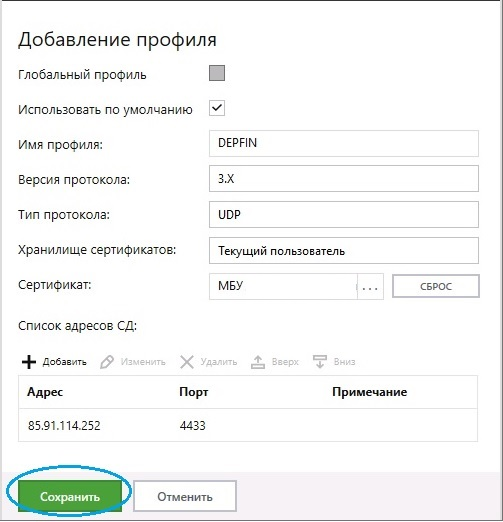 Добавление профиля
Глобальный профиль
Использовать по умолчанию
Имя профиля: DEPFIN
Версия протокола: 3.X
Тип протокола: UDP
Хранилище сертификатов: Текущий пользователь
Сертификат: МБУ ... СБРОС
Список адресов СД:
Добавить Изменить Удалить Вверх Вниз
Адрес Порт Примечание
85.91.114.252 4433
Сохранить Отменить